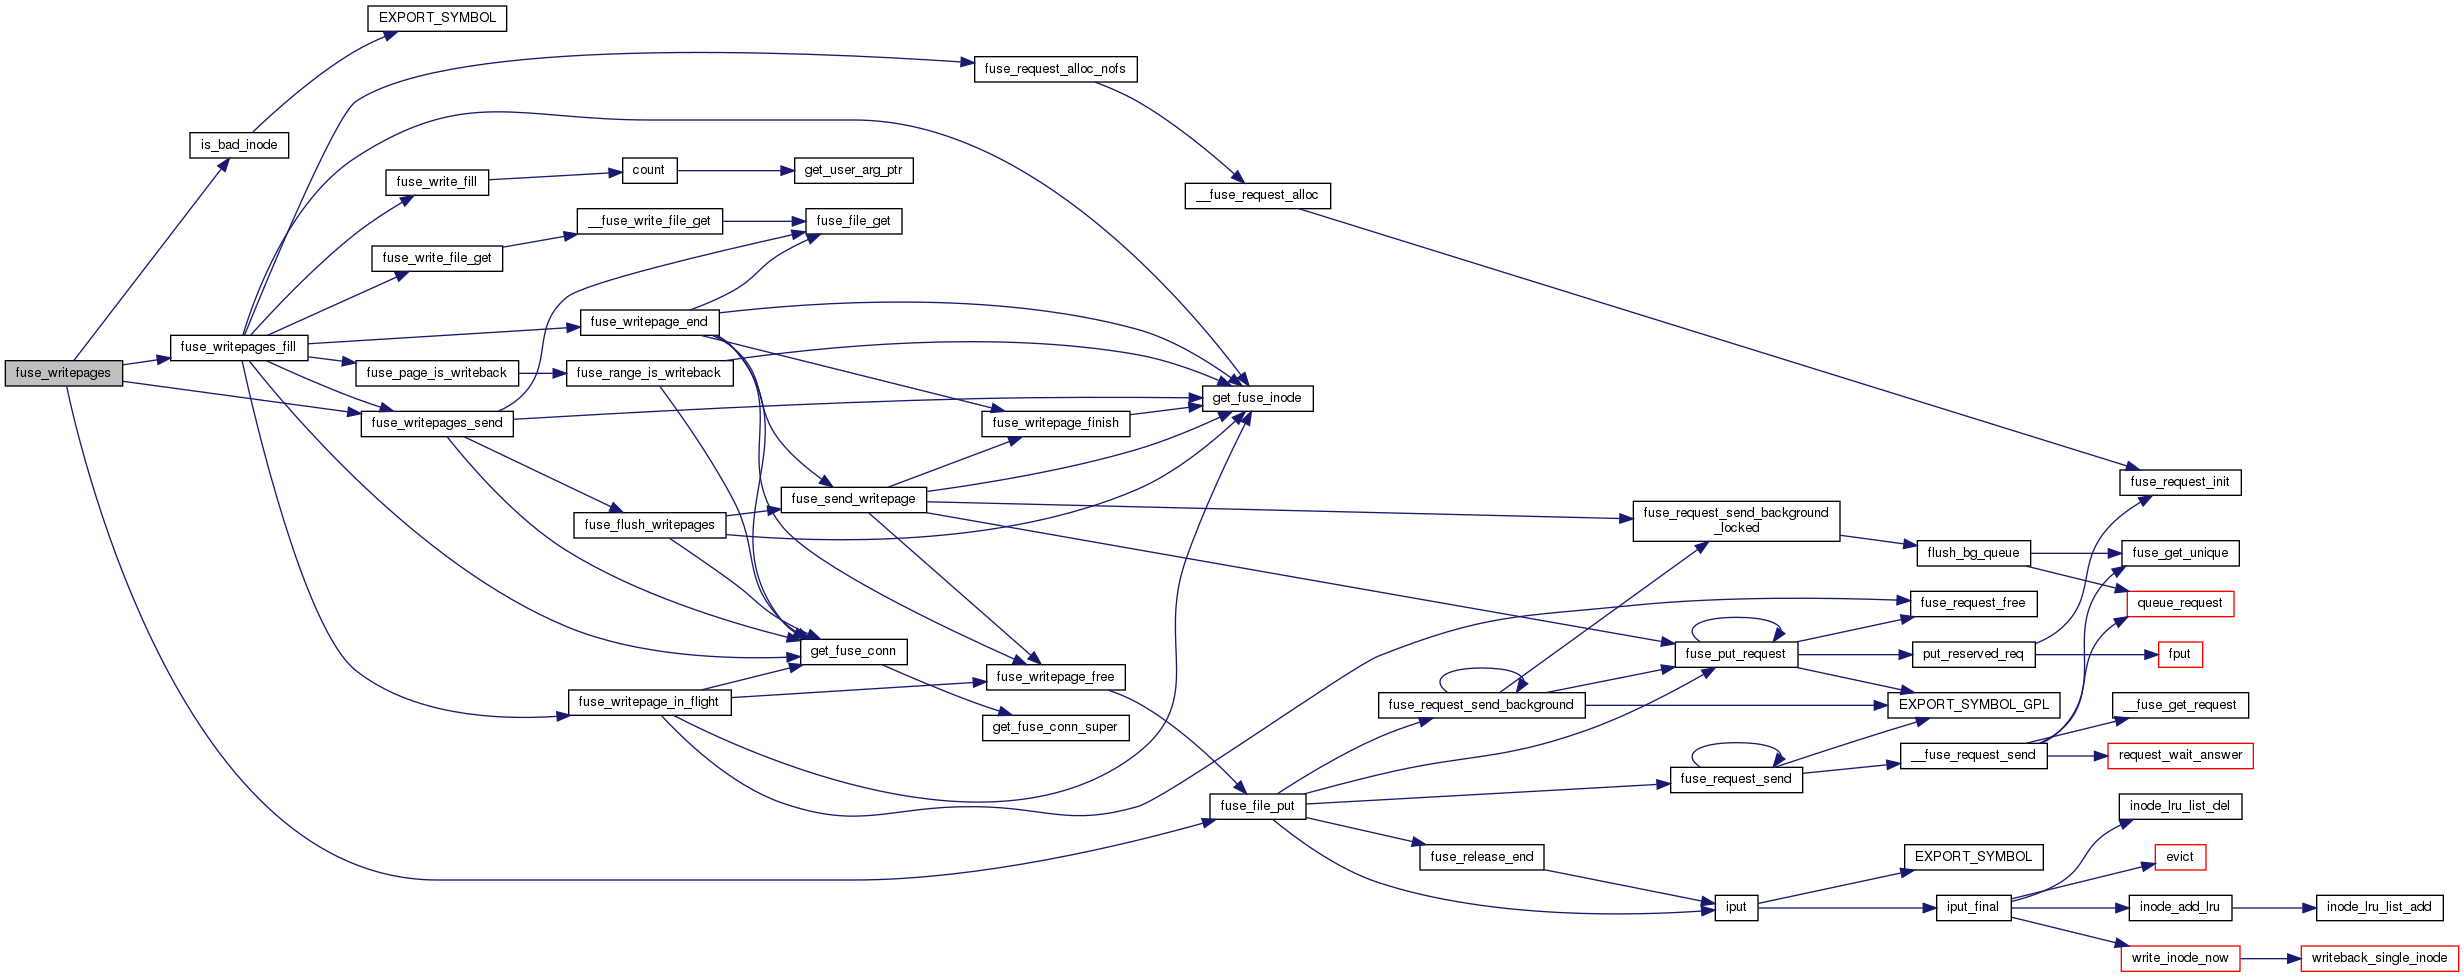 EXPORT_SYMBOL
fuse_request_alloc_nofs
is_bad_inode
count
get_user_arg_ptr
fuse_write_fill
__fuse_request_alloc
__fuse_write_file_get
fuse_file_get
fuse_write_file_get
fuse_writepage_end
fuse_writepages_fill
fuse_writepages
fuse_page_is_writeback
fuse_range_is_writeback
get_fuse_inode
fuse_writepages_send
fuse_writepage_finish
fuse_request_init
fuse_send_writepage
fuse_flush_writepages
fuse_request_send_background
_locked
flush_bg_queue
fuse_get_unique
fuse_request_free
queue_request
get_fuse_conn
fuse_put_request
put_reserved_req
fput
fuse_writepage_free
fuse_writepage_in_flight
fuse_request_send_background
EXPORT_SYMBOL_GPL
__fuse_get_request
get_fuse_conn_super
__fuse_request_send
request_wait_answer
fuse_request_send
fuse_file_put
inode_lru_list_del
fuse_release_end
EXPORT_SYMBOL
evict
iput
iput_final
inode_add_lru
inode_lru_list_add
write_inode_now
writeback_single_inode